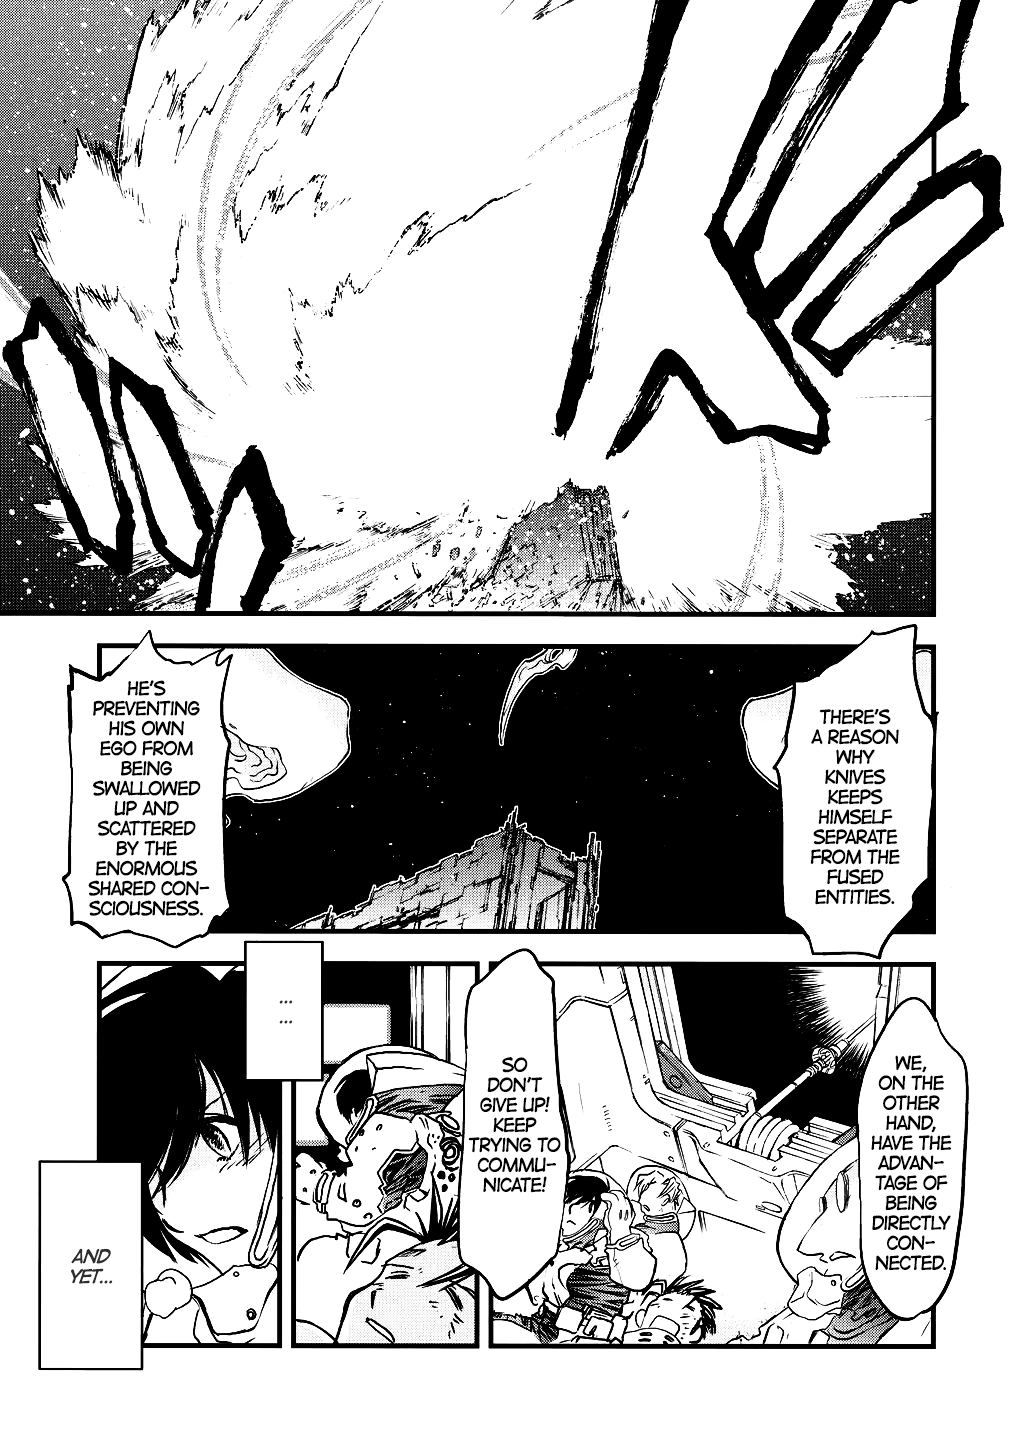 THERE'S
A REASON
WHY
KNIVES
KEEPS
HIMSELF
SEPARATE
FROM THE
FUSED
ENTITIES.
HE'S
PREVENTING
HIS OWN
EGO FROM
BEING
SWALLOWED
UP AND
SCATTERED
BY THE
ENORMOUS
SHARED CON-
SCIOUSNESS.
WE,
ON THE
OTHER
HAND,
HAVE THE
ADVAN-
TAGE OF
BEING
DIRECTLY
CON-
NECTED.
SO
DON'T
GIVE UP!
KEEP
TRYING TO
COMMU-
NICATE!
...
...
AND
YET...